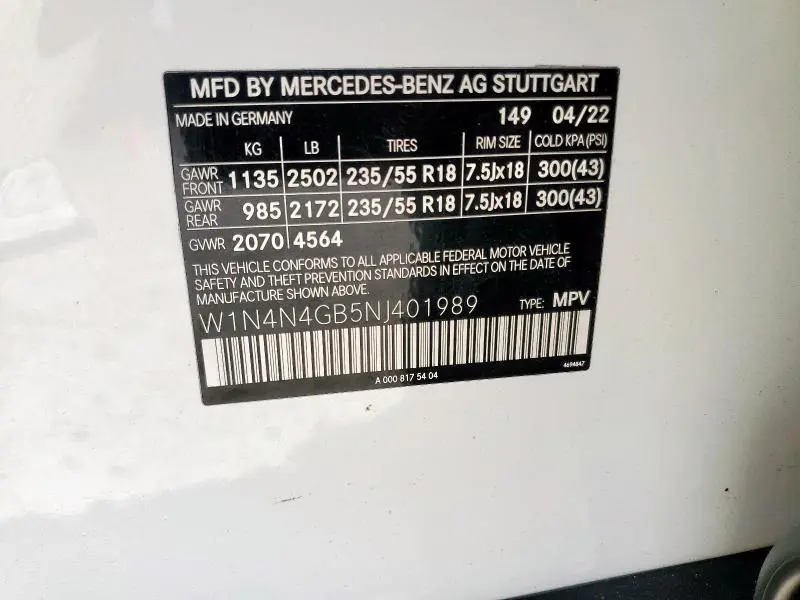 MFD BY MERCEDES-BENZ AG STUTTGART
MADE IN GERMANY 149 04/22
KG LB TIRES RIM SIZE COLD KPA(PSI)
GAWR FRONT 1135 2502 235/55 R18 7.5Jx18 300(43)
GAWR REAR 985 2172 235/55 R18 7.5Jx18 300(43)
GVWR 2070 4564
THIS VEHICLE CONFORMS TO ALL APPLICABLE FEDERAL MOTOR VEHICLE
SAFETY AND THEFT PREVENTION STANDARDS IN EFFECT ON THE DATE OF
MANUFACTURE SHOWN ABOVE.
W1N4N4GB5NJ401989 TYPE: MPV
A 000 817 54 04 4694847